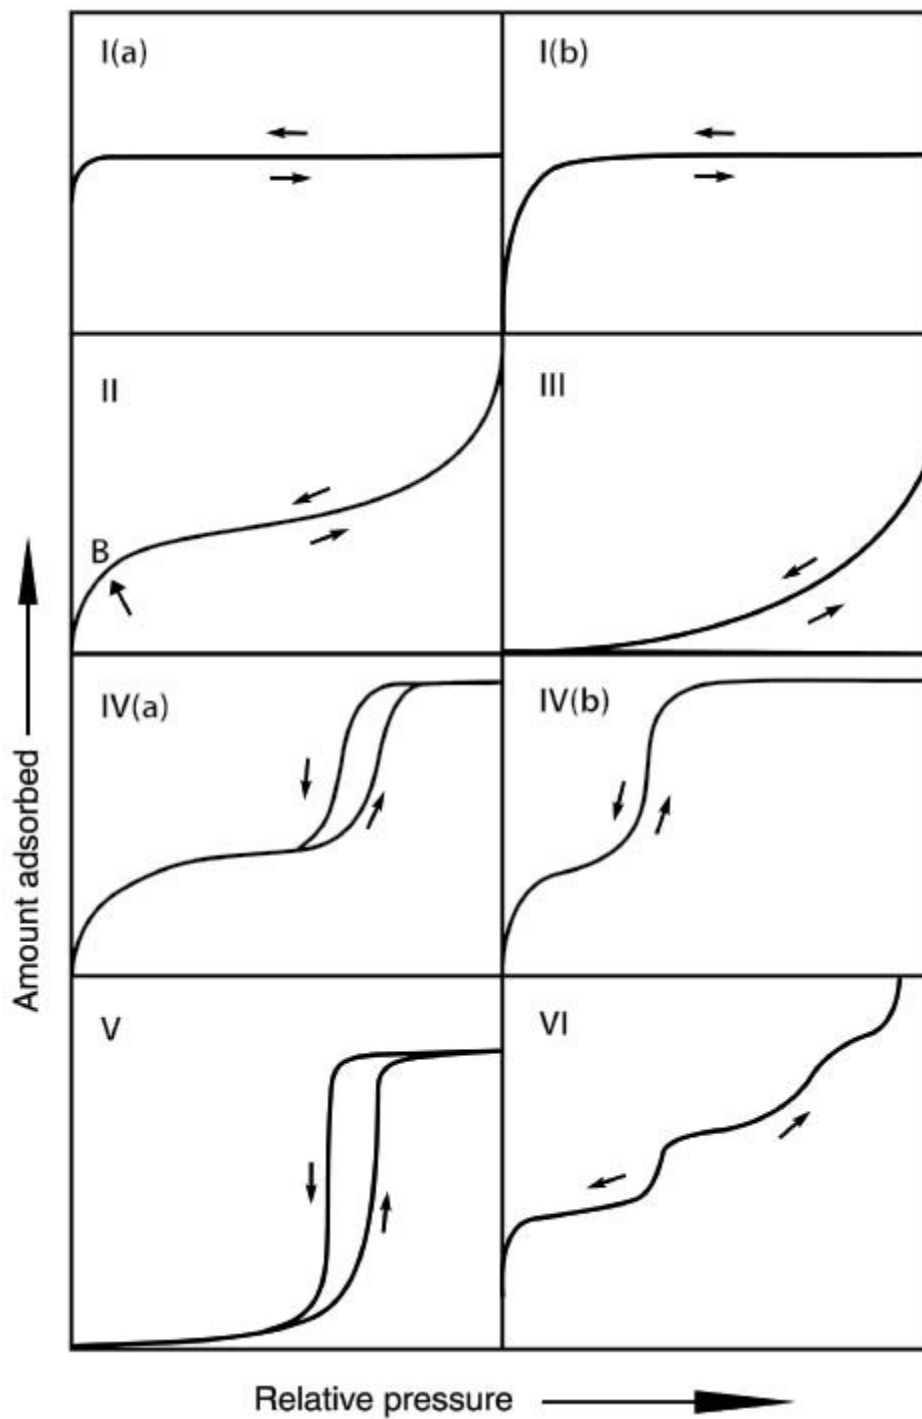 I(a)
I(b)
II
III
B
IV(a)
IV(b)
V
VI
Amount adsorbed
Relative pressure